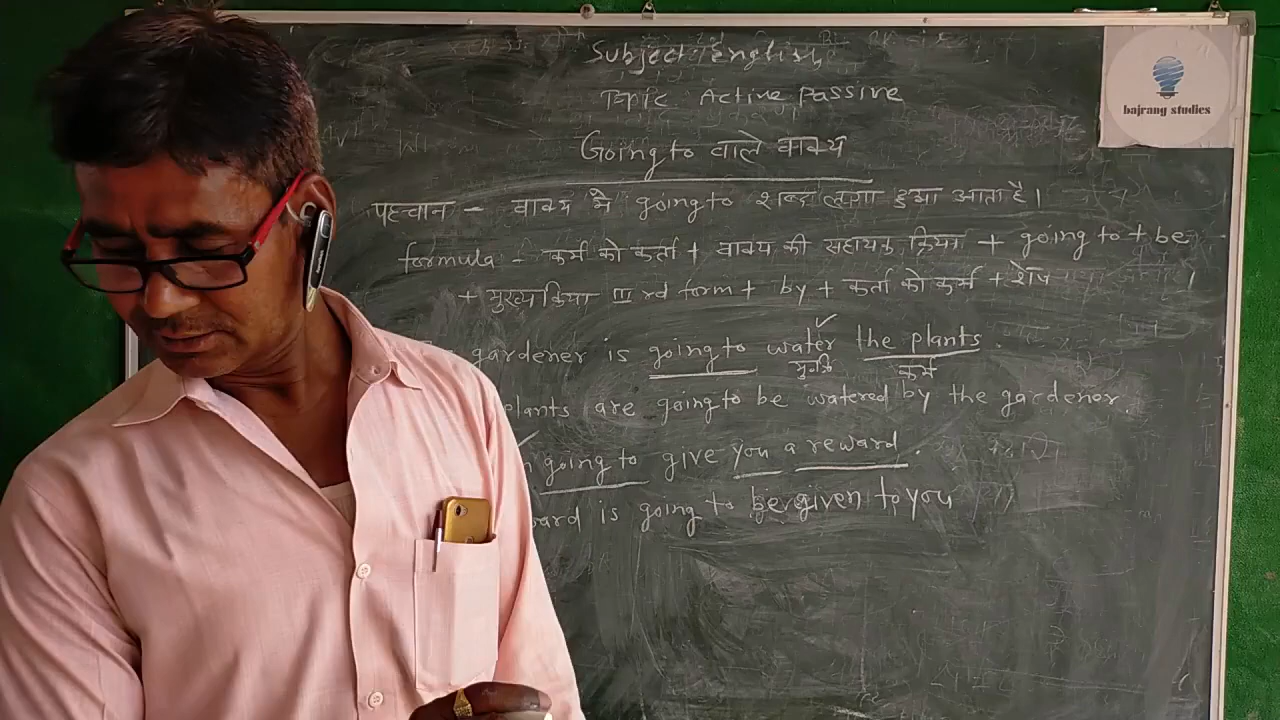 Subject: English
Topic Active Passive
bajrang studies
Going to वाले वाक्य
पहचान - वाक्य में going to शब्द लगा हुआ आता है।
formula - कर्म को कर्ता + वाक्य की सहायक क्रिया + going to + be
+ मुख्य क्रिया III rd form + by + कर्ता को कर्म + शेष ।
gardener is going to water the plants.
मु॰क्रि कर्म
plants are going to be watered by the gardener.
going to give you a reward.
is going to be given to you